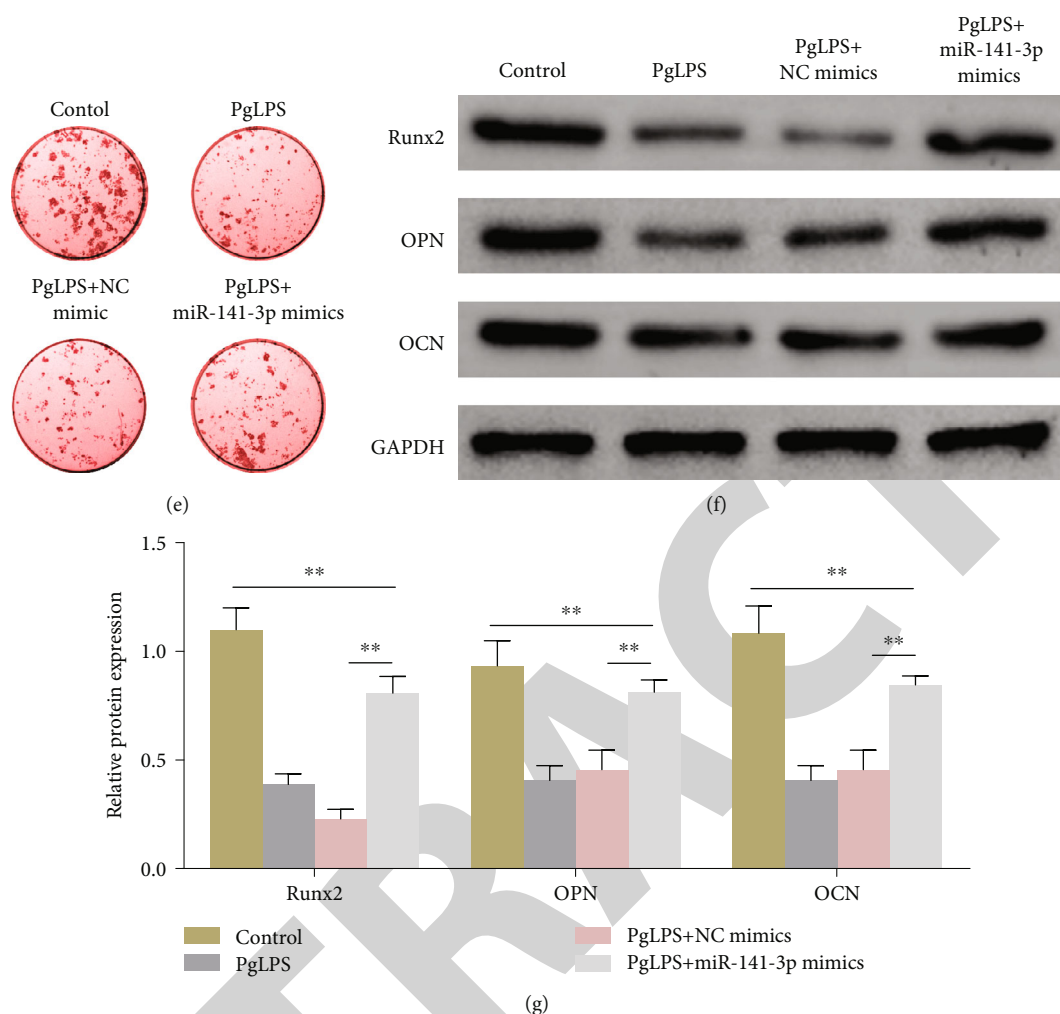 Contol
PgLPS
PgLPS+NC
mimic
PgLPS+
miR-141-3p mimics
(e)
Control
PgLPS
PgLPS+
NC mimics
PgLPS+
miR-141-3p
mimics
Runx2
OPN
OCN
GAPDH
(f)
Relative protein expression
1.5
1.0
0.5
0.0
**
**
**
**
**
**
Runx2
OPN
OCN
Control
PgLPS
PgLPS+NC mimics
PgLPS+miR-141-3p mimics
(g)
TRACT